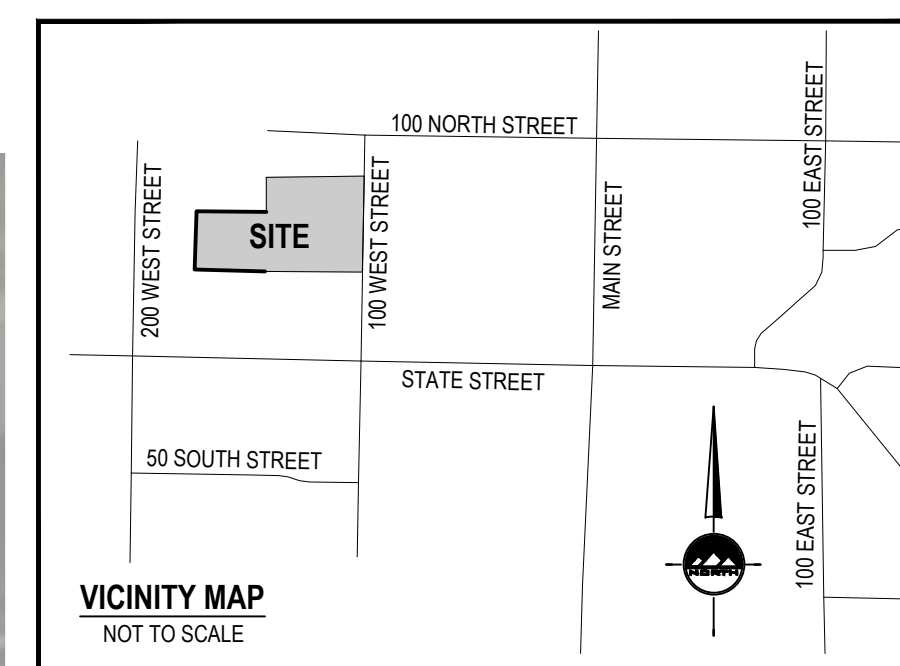 100 NORTH STREET
100 EAST STREET
200 WEST STREET
SITE
100 WEST STREET
MAIN STREET
STATE STREET
50 SOUTH STREET
100 EAST STREET
NORTH
VICINITY MAP
NOT TO SCALE